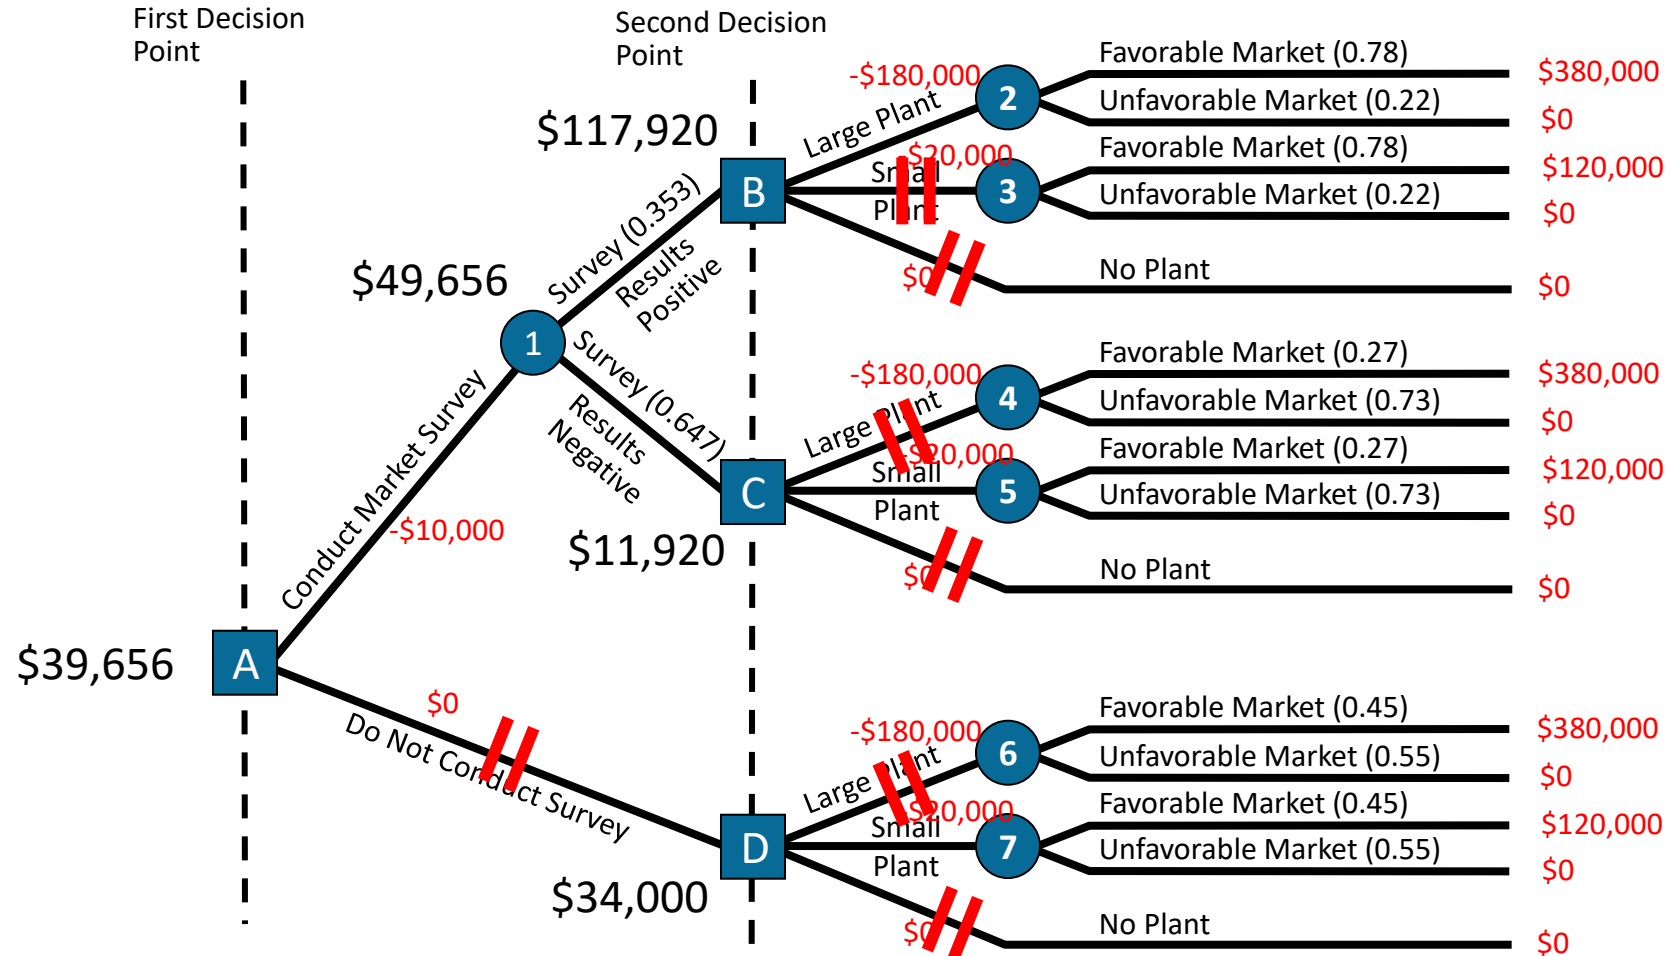 First Decision
Point
Second Decision
Point
$117,920
$49,656
$39,656
$11,920
$34,000
A
1
B
C
D
Conduct Market Survey
-$10,000
$0
Do Not Conduct Survey
Survey (0.353)
Results
Positive
Survey (0.647)
Results
Negative
-$180,000
Large Plant
2
Favorable Market (0.78)
$380,000
Unfavorable Market (0.22)
$0
-$20,000
Small
Plant
3
Favorable Market (0.78)
$120,000
Unfavorable Market (0.22)
$0
$0
No Plant
$0
-$180,000
Large Plant
4
Favorable Market (0.27)
$380,000
Unfavorable Market (0.73)
$0
-$20,000
Small
Plant
5
Favorable Market (0.27)
$120,000
Unfavorable Market (0.73)
$0
$0
No Plant
$0
-$180,000
Large Plant
6
Favorable Market (0.45)
$380,000
Unfavorable Market (0.55)
$0
-$20,000
Small
Plant
7
Favorable Market (0.45)
$120,000
Unfavorable Market (0.55)
$0
$0
No Plant
$0